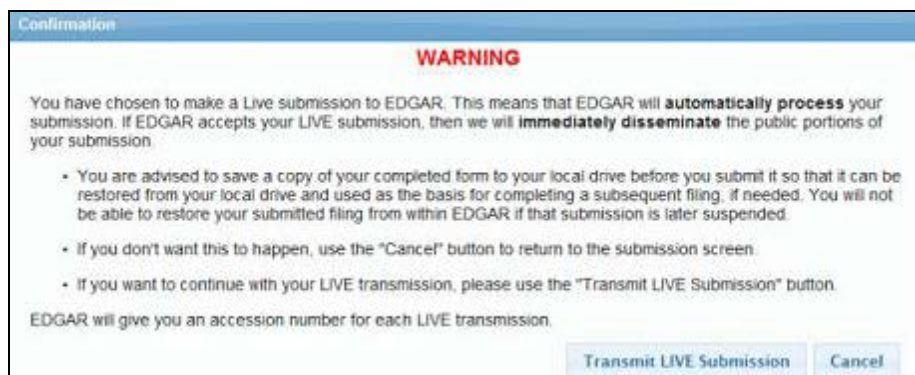 Confirmation
WARNING
You have chosen to make a Live submission to EDGAR. This means that EDGAR will automatically process your
submission. If EDGAR accepts your LIVE submission, then we will immediately disseminate the public portions of
your submission.
• You are advised to save a copy of your completed form to your local drive before you submit it so that it can be
restored from your local drive and used as the basis for completing a subsequent filing, if needed. You will not
be able to restore your submitted filing from within EDGAR if that submission is later suspended.
• If you don't want this to happen, use the "Cancel" button to return to the submission screen.
• If you want to continue with your LIVE transmission, please use the "Transmit LIVE Submission" button.
EDGAR will give you an accession number for each LIVE transmission.
Transmit LIVE Submission Cancel